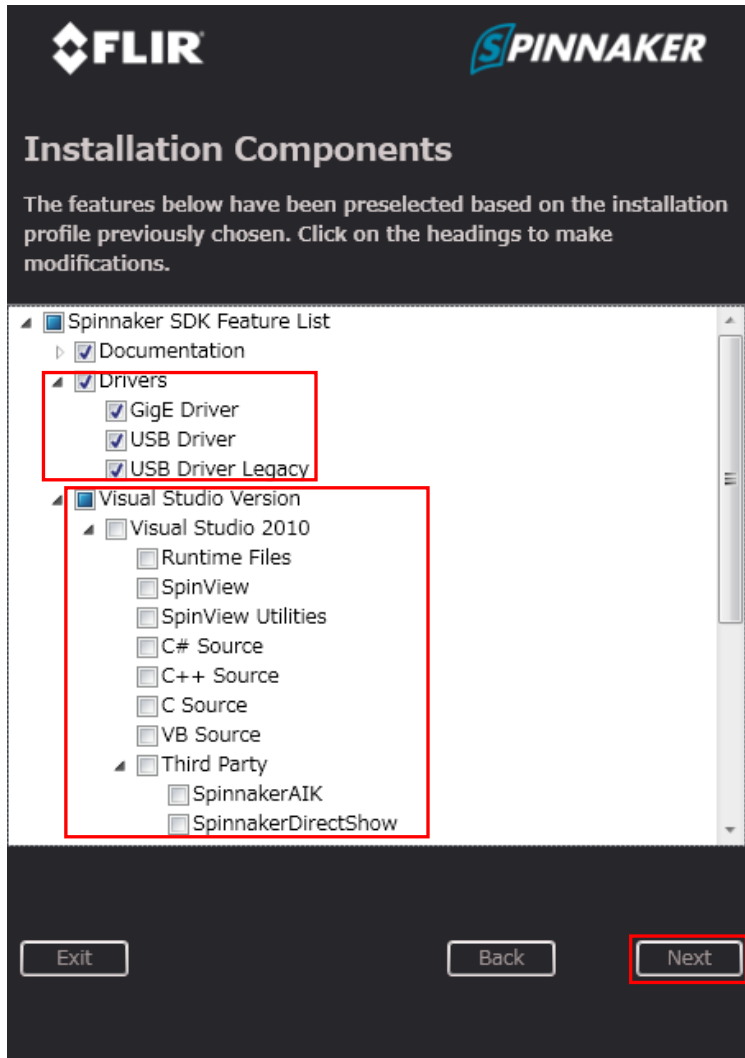 FLIR
SPINNAKER
Installation Components
The features below have been preselected based on the installation
profile previously chosen. Click on the headings to make
modifications.
Spinnaker SDK Feature List
Documentation
Drivers
GigE Driver
USB Driver
USB Driver Legacy
Visual Studio Version
Visual Studio 2010
Runtime Files
SpinView
SpinView Utilities
C# Source
C++ Source
C Source
VB Source
Third Party
SpinnakerAIK
SpinnakerDirectShow
Exit
Back
Next